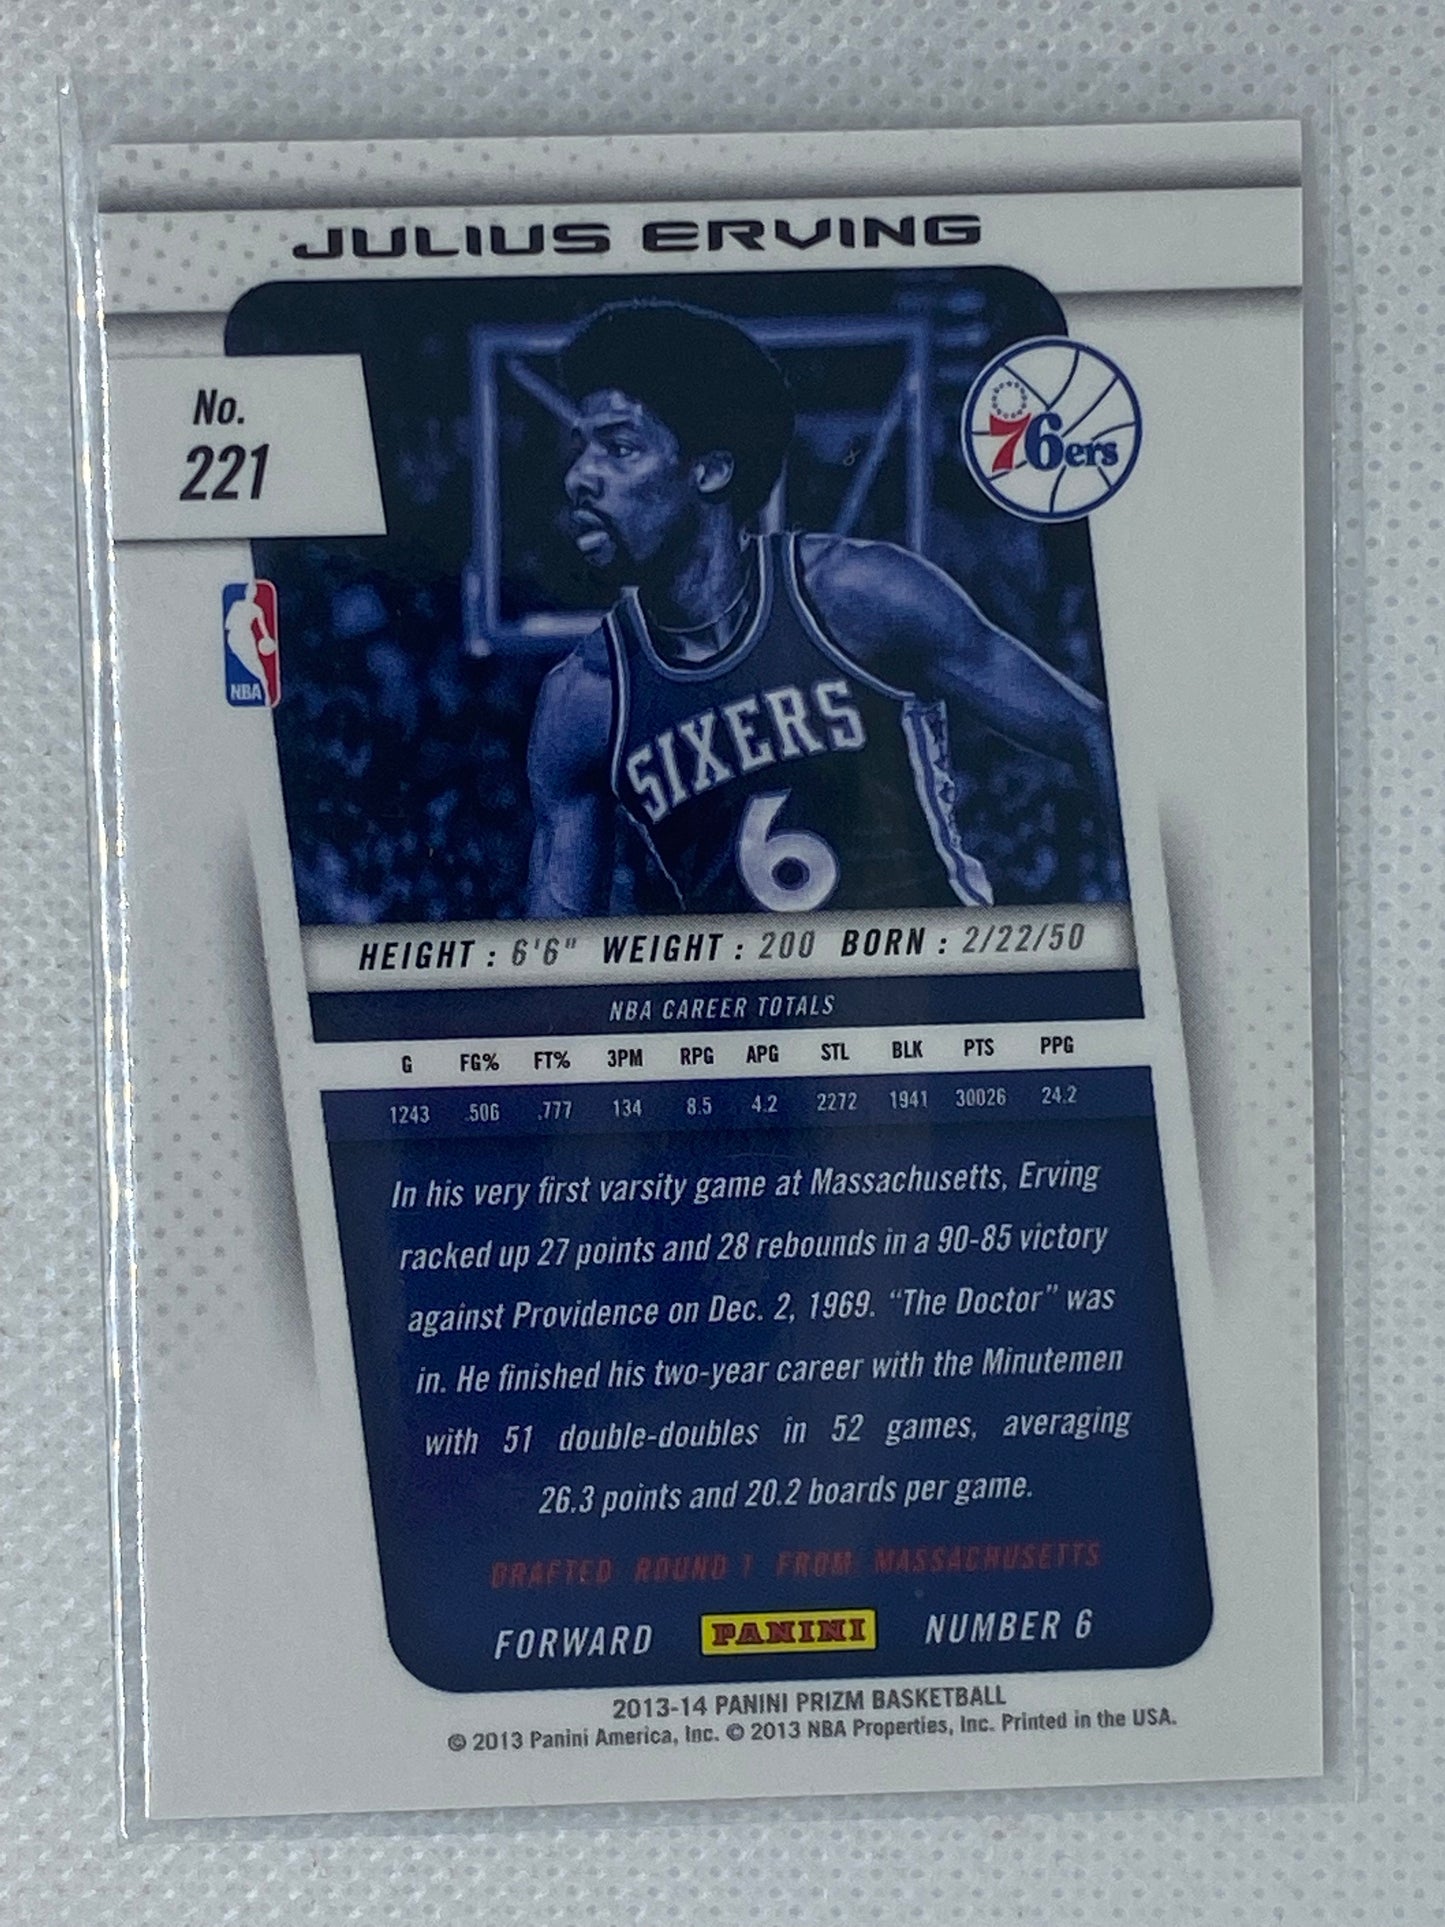 JULIUS ERVING
No.
221
76ers
NBA
SIXERS
6
HEIGHT : 6'6" WEIGHT : 200 BORN : 2/22/50
NBA CAREER TOTALS
G FG% FT% 3PM RPG APG STL BLK PTS PPG
1243 .506 .777 134 8.5 4.2 2272 1941 30026 24.2
In his very first varsity game at Massachusetts, Erving
racked up 27 points and 28 rebounds in a 90-85 victory
against Providence on Dec. 2, 1969. “The Doctor” was
in. He finished his two-year career with the Minutemen
with 51 double-doubles in 52 games, averaging
26.3 points and 20.2 boards per game.
DRAFTED ROUND 1 FROM MASSACHUSETTS
FORWARD PANINI NUMBER 6
2013-14 PANINI PRIZM BASKETBALL
© 2013 Panini America, Inc. © 2013 NBA Properties, Inc. Printed in the USA.